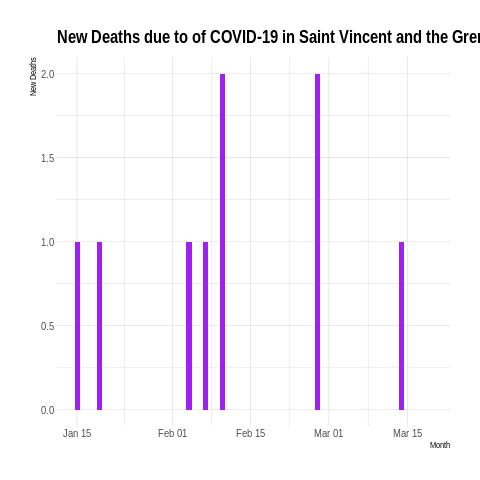 New Deaths due to of COVID-19 in Saint Vincent and the Gren
New Deaths
2.0
1.5
1.0
0.5
0.0
Jan 15 Feb 01 Feb 15 Mar 01 Mar 15
Month